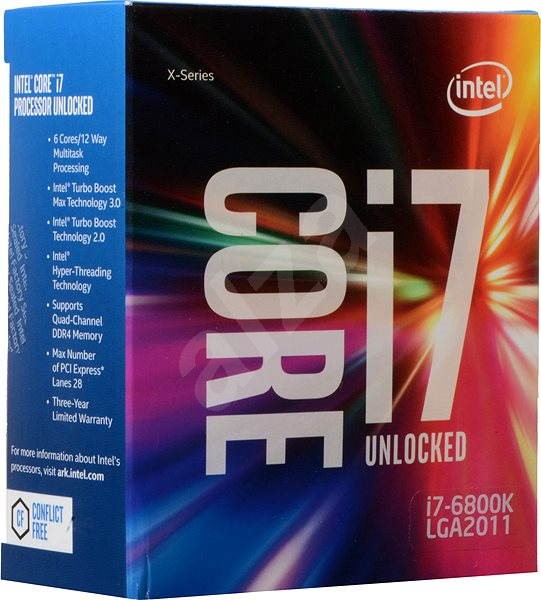 INTEL® CORE™ i7
PROCESSOR UNLOCKED
• 6 Cores/12 Way
Multitask
Processing
• Intel® Turbo Boost
Max Technology 3.0
• Intel® Turbo Boost
Technology 2.0
• Intel®
Hyper-Threading
Technology
• Supports
Quad-Channel
DDR4 Memory
• Max Number
of PCI Express®
Lanes 28
• Three-Year
Limited Warranty
For more information about Intel's
processors, visit ark.intel.com
CF
CONFLICT
FREE
X-Series
intel
CORE i7
UNLOCKED
i7-6800K
LGA2011
alza